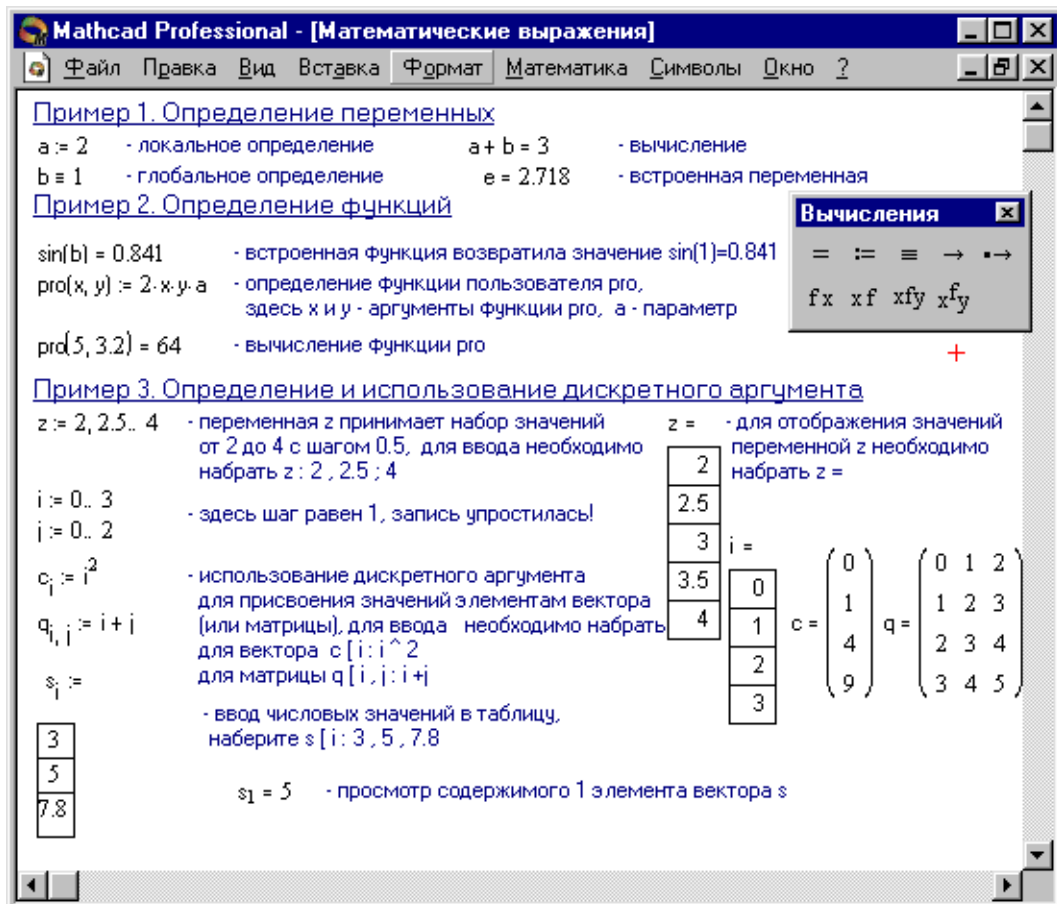 Mathcad Professional - [Математические выражения]
Файл Правка Вид Вставка Формат Математика Символы Окно ?
Пример 1. Определение переменных
a := 2 - локальное определение a + b = 3 - вычисление
b ≡ 1 - глобальное определение e = 2.718 - встроенная переменная
Пример 2. Определение функций
Вычисления
= := ≡ → ▪→
fx xf xfy xfy
sin(b) = 0.841 - встроенная функция возвратила значение sin(1)=0.841
pro(x, y) := 2·x·y·a - определение функции пользователя pro,
здесь x и y - аргументы функции pro, a - параметр
pro(5, 3.2) = 64 - вычисление функции pro
Пример 3. Определение и использование дискретного аргумента
z := 2, 2.5.. 4 - переменная z принимает набор значений
от 2 до 4 с шагом 0.5, для ввода необходимо
набрать z : 2 , 2.5 ; 4
z = - для отображения значений
переменной z необходимо
набрать z =
2
2.5
3
3.5
4
i := 0.. 3
j := 0.. 2
- здесь шаг равен 1, запись упростилась!
i =
0
1
2
3
c_i := i^2
q_i, j := i + j
- использование дискретного аргумента
для присвоения значений элементам вектора
(или матрицы), для ввода необходимо набрать
для вектора c [ i : i ^ 2
для матрицы q [ i , j : i +j
c =
0
1
4
9
q =
0 1 2
1 2 3
2 3 4
3 4 5
s_i :=
3
5
7.8
- ввод числовых значений в таблицу,
наберите s [ i : 3 , 5 , 7.8
s_1 = 5 - просмотр содержимого 1 элемента вектора s